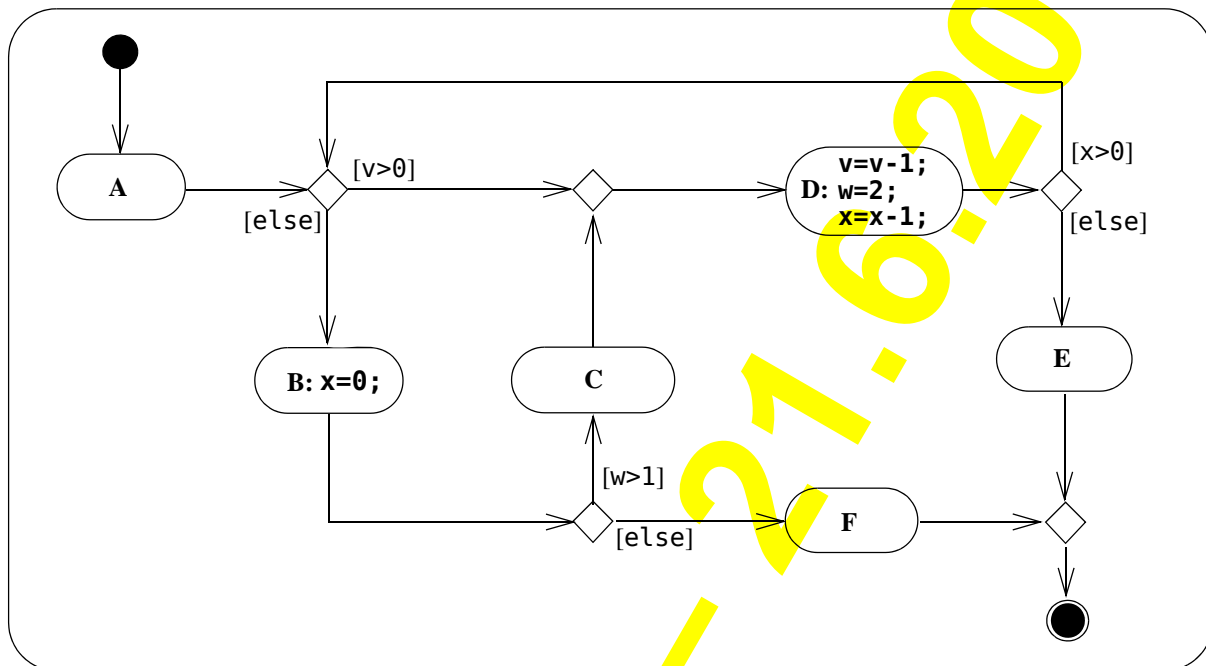 [x>0]
[v>0]
A
[else]
D: v=v-1;
w=2;
x=x-1;
[else]
E
B: x=0;
C
[w>1]
[else]
F
- 21.6.20